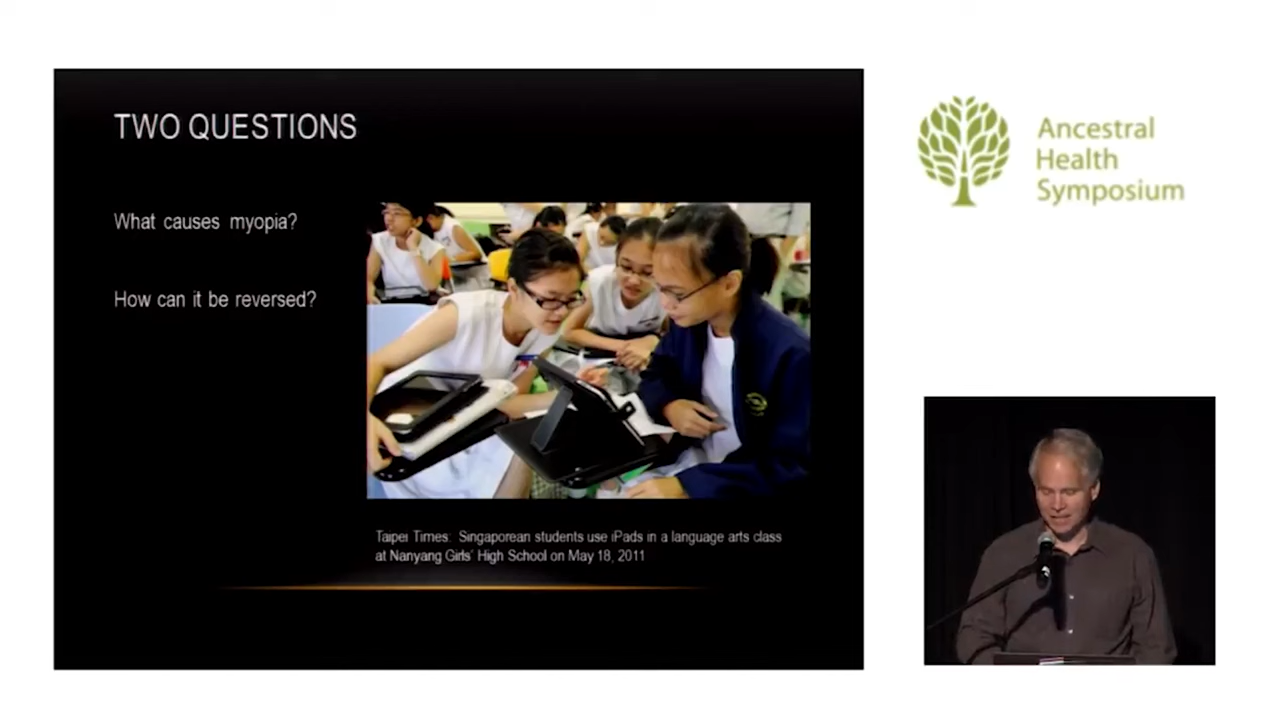 TWO QUESTIONS
What causes myopia?
How can it be reversed?
Taipei Times: Singaporean students use iPads in a language arts class
at Nanyang Girls' High School on May 18, 2011
Ancestral
Health
Symposium